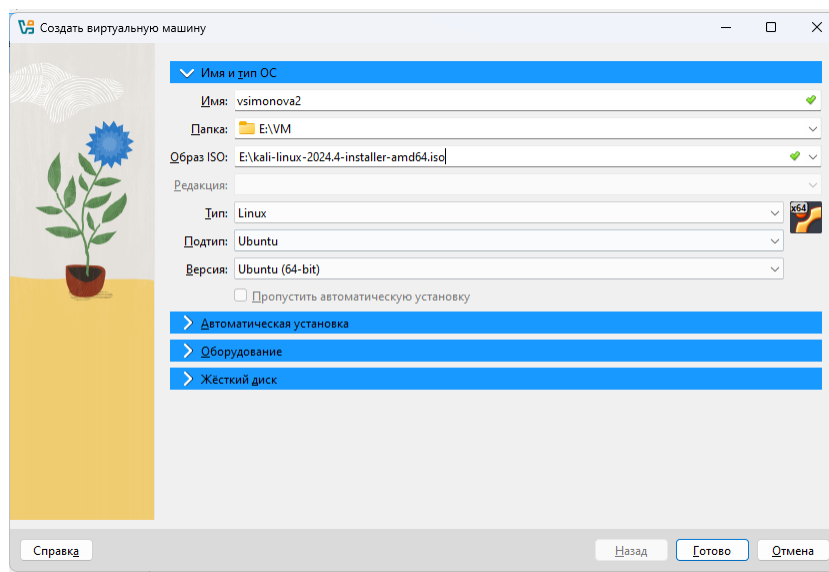 Создать виртуальную машину
Имя и тип ОС
Имя: vsimonova2
Папка: E:\VM
Образ ISO: E:\kali-linux-2024.4-installer-amd64.iso
Редакция:
Тип: Linux
x64
Подтип: Ubuntu
Версия: Ubuntu (64-bit)
Пропустить автоматическую установку
Автоматическая установка
Оборудование
Жёсткий диск
Справка Назад Готово Отмена